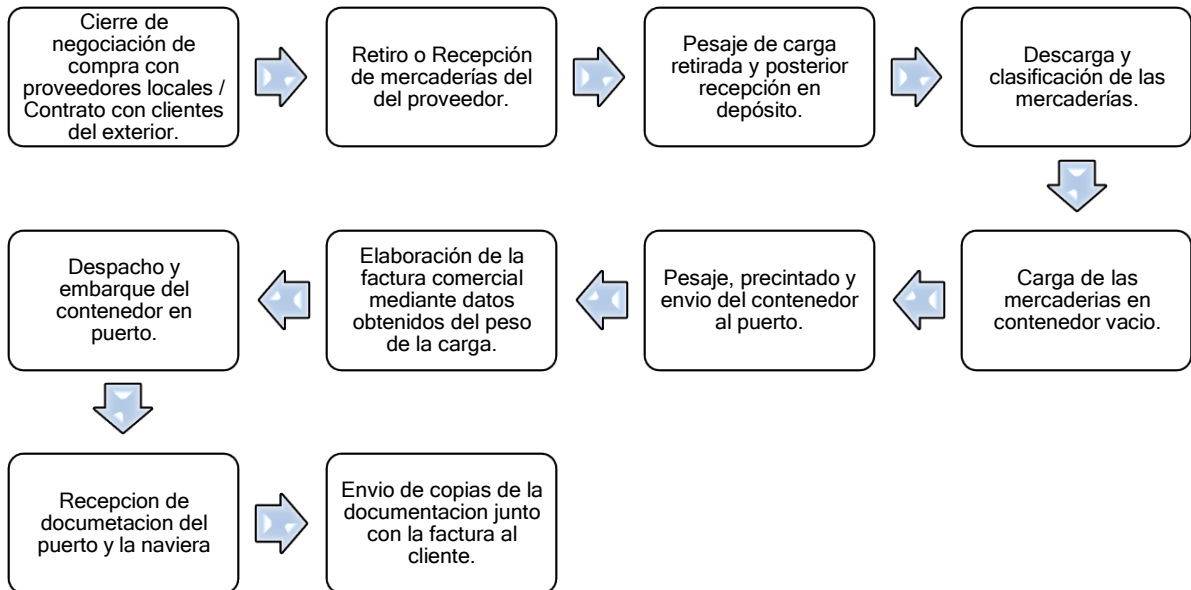 Cierre de
negociación de
compra con
proveedores locales /
Contrato con clientes
del exterior.
Retiro o Recepción
de mercaderías del
del proveedor.
Pesaje de carga
retirada y posterior
recepción en
depósito.
Descarga y
clasificación de las
mercaderías.
Carga de las
mercaderias en
contenedor vacio.
Pesaje, precintado y
envio del contenedor
al puerto.
Elaboración de la
factura comercial
mediante datos
obtenidos del peso
de la carga.
Despacho y
embarque del
contenedor en
puerto.
Recepcion de
documetacion del
puerto y la naviera
Envio de copias de la
documentacion junto
con la factura al
cliente.